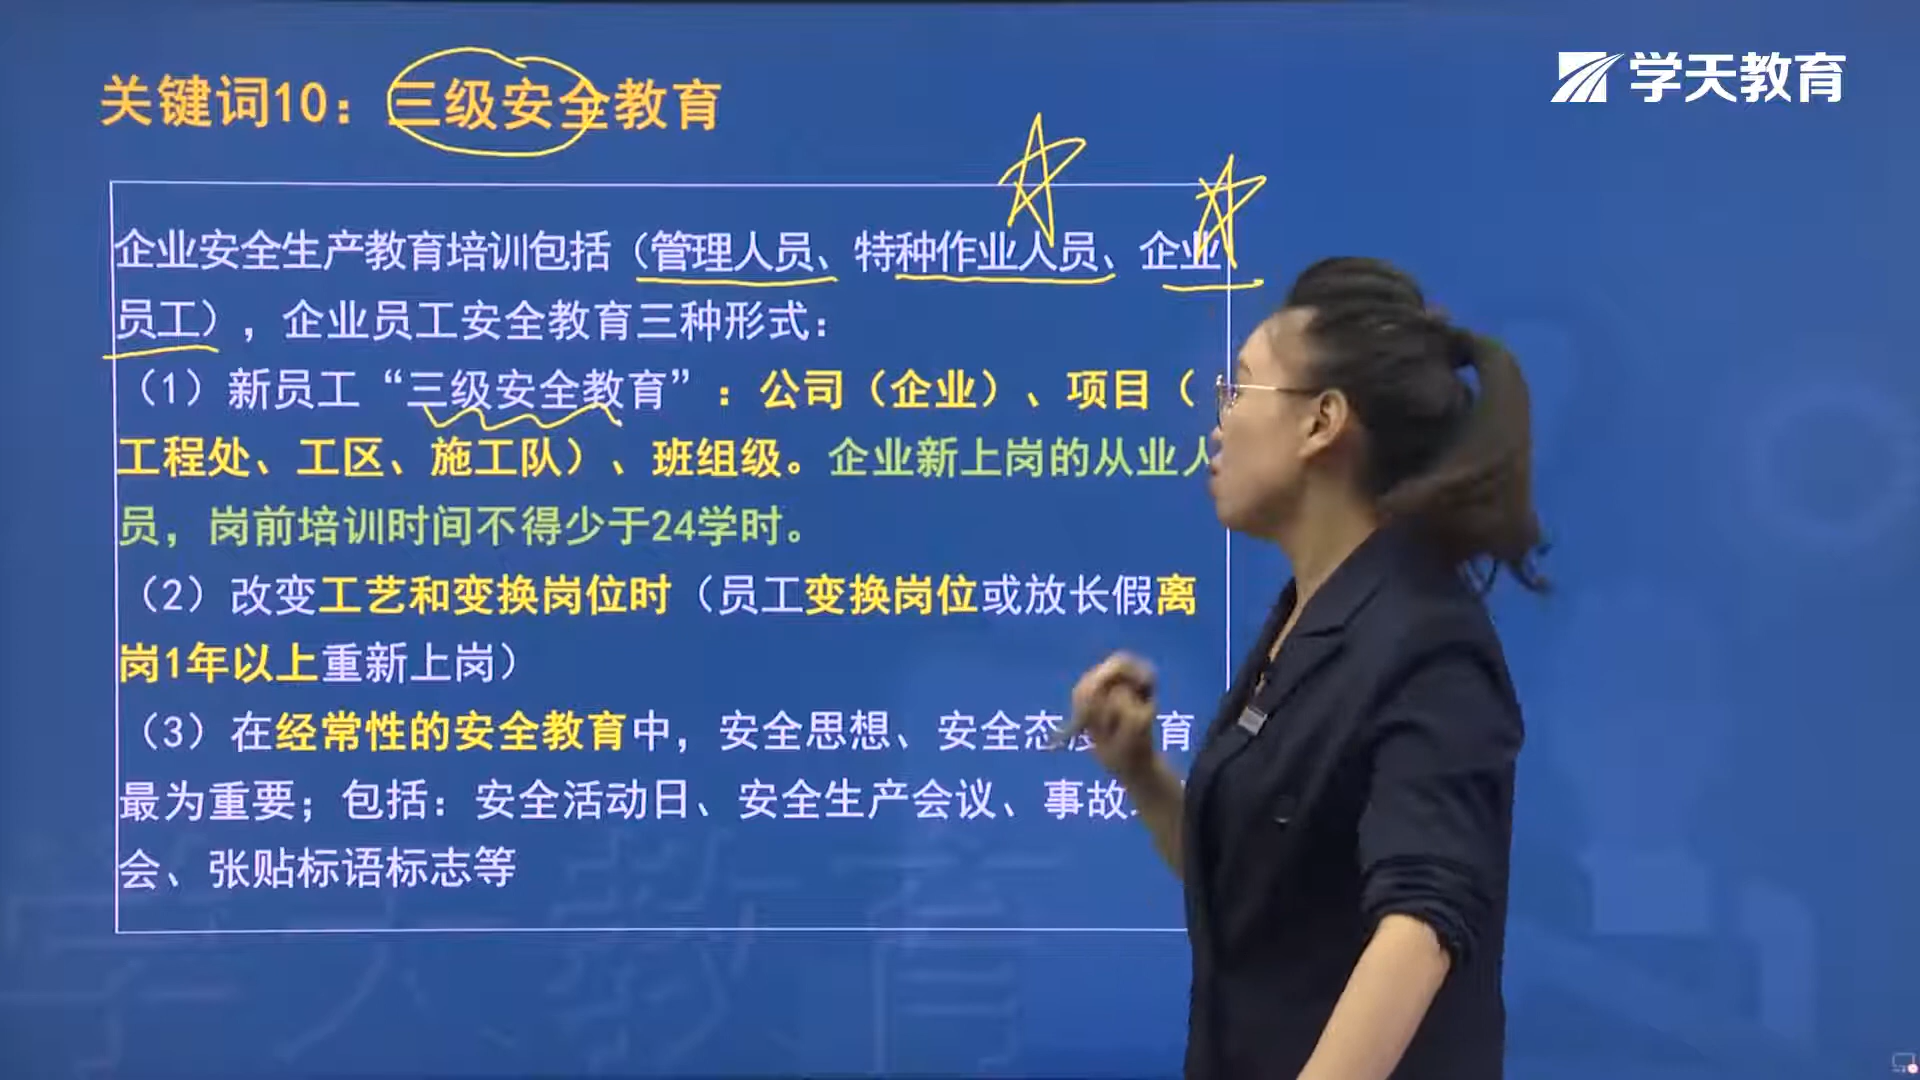 学天教育
关键词10：三级安全教育
企业安全生产教育培训包括（管理人员、特种作业人员、企业
员工），企业员工安全教育三种形式：
（1）新员工“三级安全教育”：公司（企业）、项目（
工程处、工区、施工队）、班组级。企业新上岗的从业人
员，岗前培训时间不得少于24学时。
（2）改变工艺和变换岗位时（员工变换岗位或放长假离
岗1年以上重新上岗）
（3）在经常性的安全教育中，安全思想、安全态 育
最为重要；包括：安全活动日、安全生产会议、事故
会、张贴标语标志等
学天教育